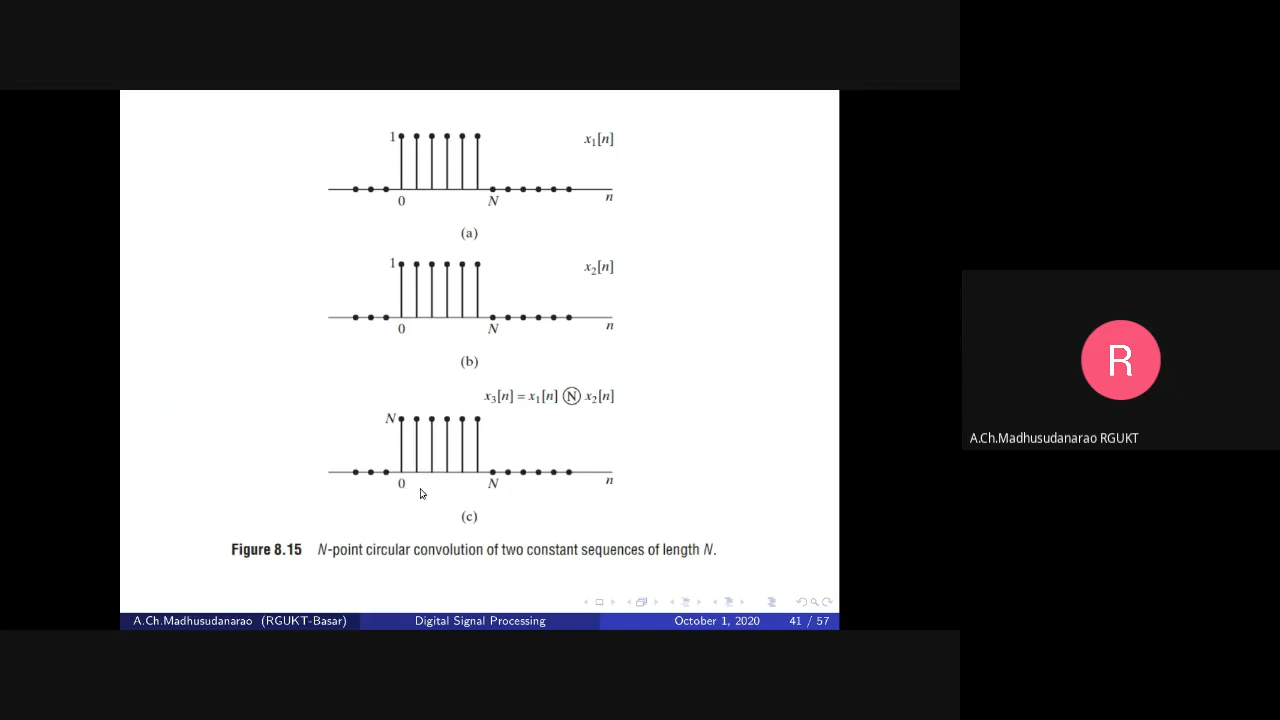 1
x₁[n]
0
N
n
(a)
1
x₂[n]
0
N
n
(b)
x₃[n] = x₁[n] Ⓝ x₂[n]
N
0
N
n
(c)
Figure 8.15 N-point circular convolution of two constant sequences of length N.
A.Ch.Madhusudanarao (RGUKT-Basar) Digital Signal Processing October 1, 2020 41 / 57
R
A.Ch.Madhusudanarao RGUKT